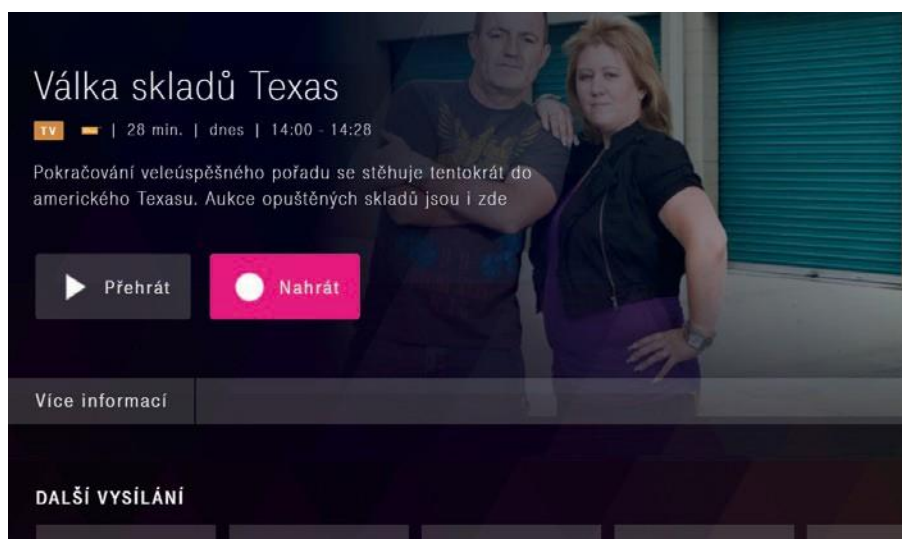 Válka skladů Texas
TV | 28 min. | dnes | 14:00 - 14:28
Pokračování veleúspěšného pořadu se stěhuje tentokrát do
amerického Texasu. Aukce opuštěných skladů jsou i zde
Přehrát Nahrát
Více informací
DALŠÍ VYSÍLÁNÍ